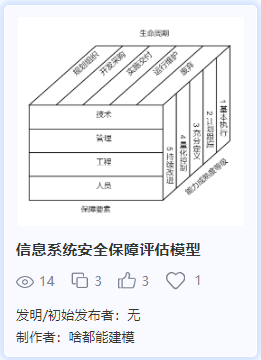 生命周期
规划组织
开发采购
实施交付
运行维护
废弃
技术
管理
工程
人员
保障要素
1基本执行
2计划跟踪
3充分定义
4量化控制
5持续改进
能力成熟度等级
信息系统安全保障评估模型
14 3 3 1
发明/初始发布者：无
制作者：啥都能建模